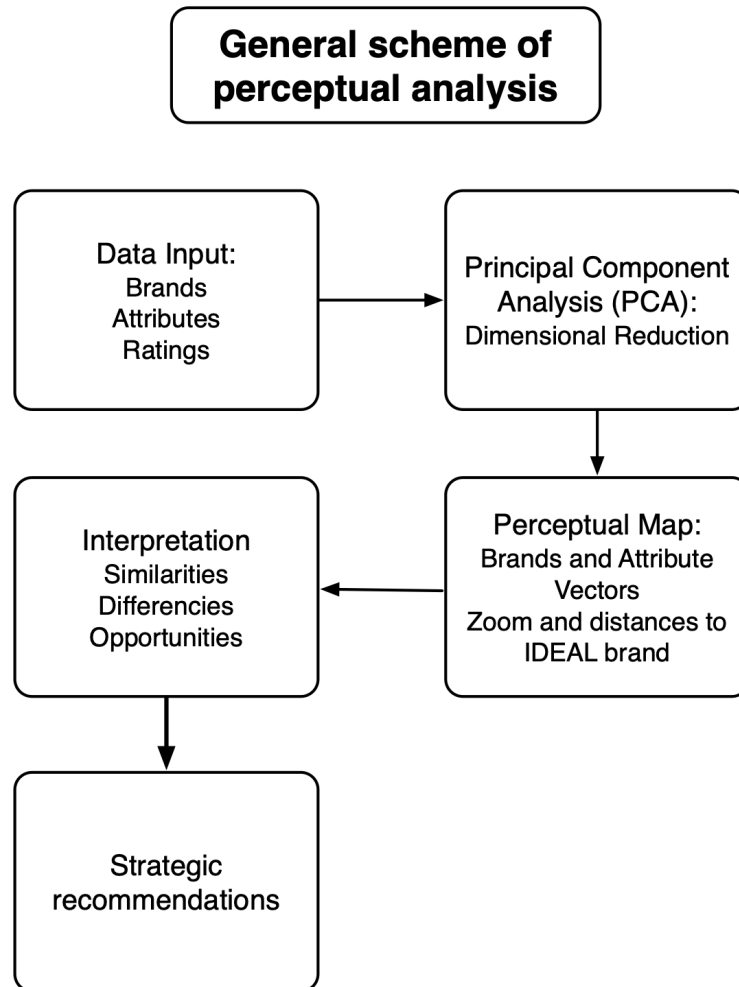 General scheme of
perceptual analysis
Data Input:
Brands
Attributes
Ratings
Principal Component
Analysis (PCA):
Dimensional Reduction
Perceptual Map:
Brands and Attribute
Vectors
Zoom and distances to
IDEAL brand
Interpretation
Similarities
Differencies
Opportunities
Strategic
recommendations